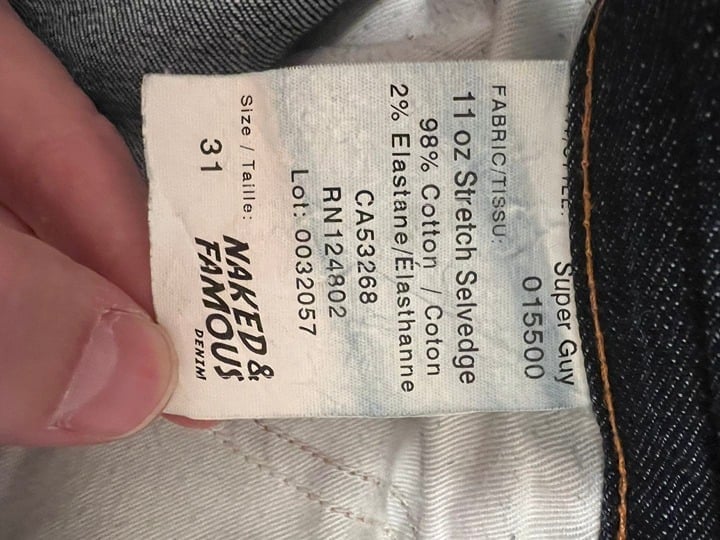 Super Guy
015500
FABRIC/TISSU:
11 oz Stretch Selvedge
98% Cotton / Coton
2% Elastane/Élasthanne
CA53268
RN124802
Lot: 0032057
Size / Taille:
31
NAKED &
FAMOUS
DENIM